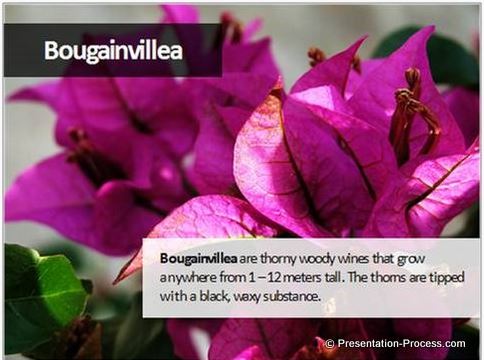 Bougainvillea
Bougainvillea are thorny woody wines that grow
anywhere from 1 – 12 meters tall. The thorns are tipped
with a black, waxy substance.
© Presentation-Process.com